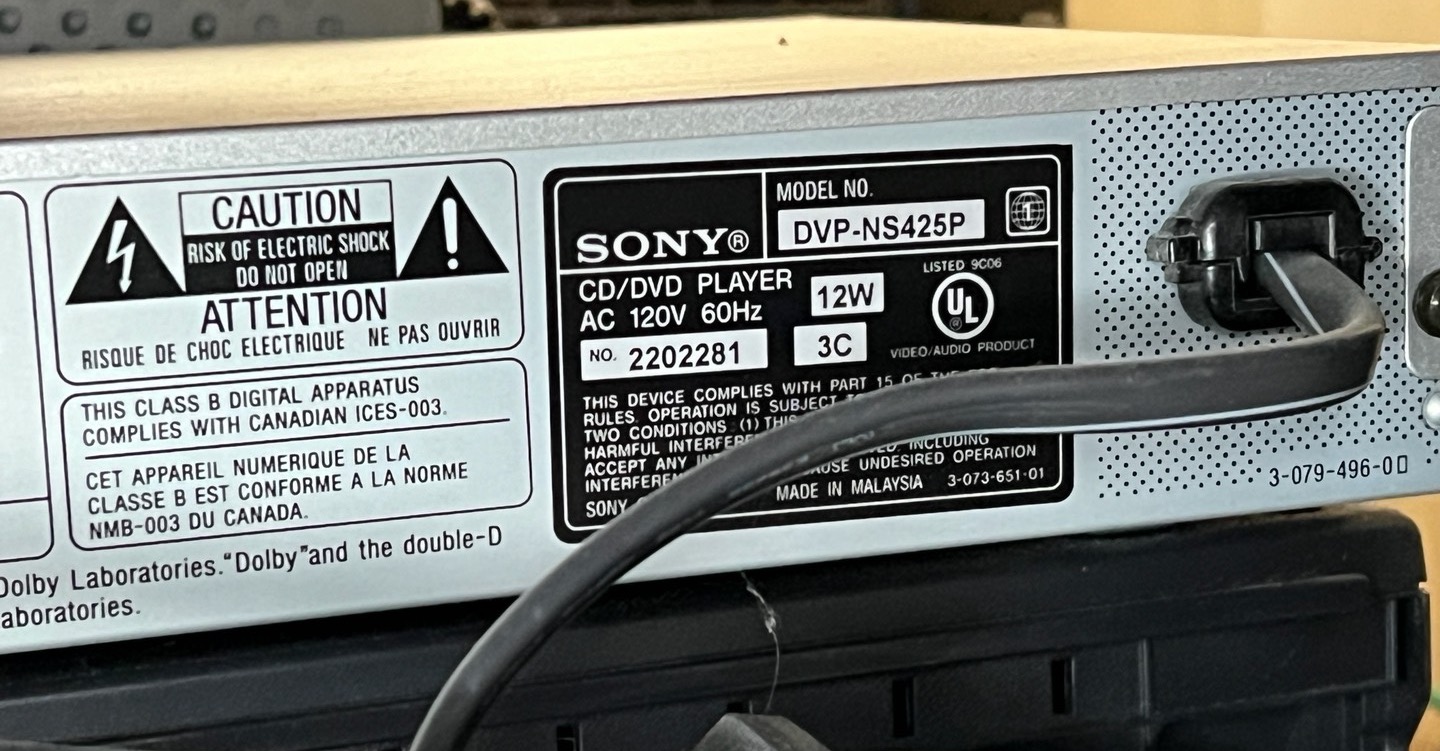 CAUTION
RISK OF ELECTRIC SHOCK
DO NOT OPEN
ATTENTION
RISQUE DE CHOC ELECTRIQUE NE PAS OUVRIR
THIS CLASS B DIGITAL APPARATUS
COMPLIES WITH CANADIAN ICES-003.
CET APPAREIL NUMERIQUE DE LA
CLASSE B EST CONFORME A LA NORME
NMB-003 DU CANADA.
Dolby Laboratories."Dolby"and the double-D
aboratories.
SONY®
MODEL NO.
DVP-NS425P
1
CD/DVD PLAYER
AC 120V 60Hz
12W
NO. 2202281
3C
LISTED 9C06
UL®
VIDEO/AUDIO PRODUCT
THIS DEVICE COMPLIES WITH PART 15 OF THE
RULES. OPERATION IS SUBJECT
TWO CONDITIONS: (1) THIS
HARMFUL INCLUDING
ACCEPT ANY UNDESIRED OPERATION
SONY MADE IN MALAYSIA 3-073-651-01
3-079-496-0